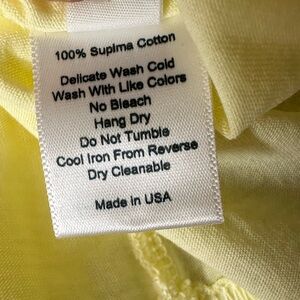 100% Supima Cotton
Delicate Wash Cold
Wash With Like Colors
No Bleach
Hang Dry
Do Not Tumble
Cool Iron From Reverse
Dry Cleanable
Made in USA